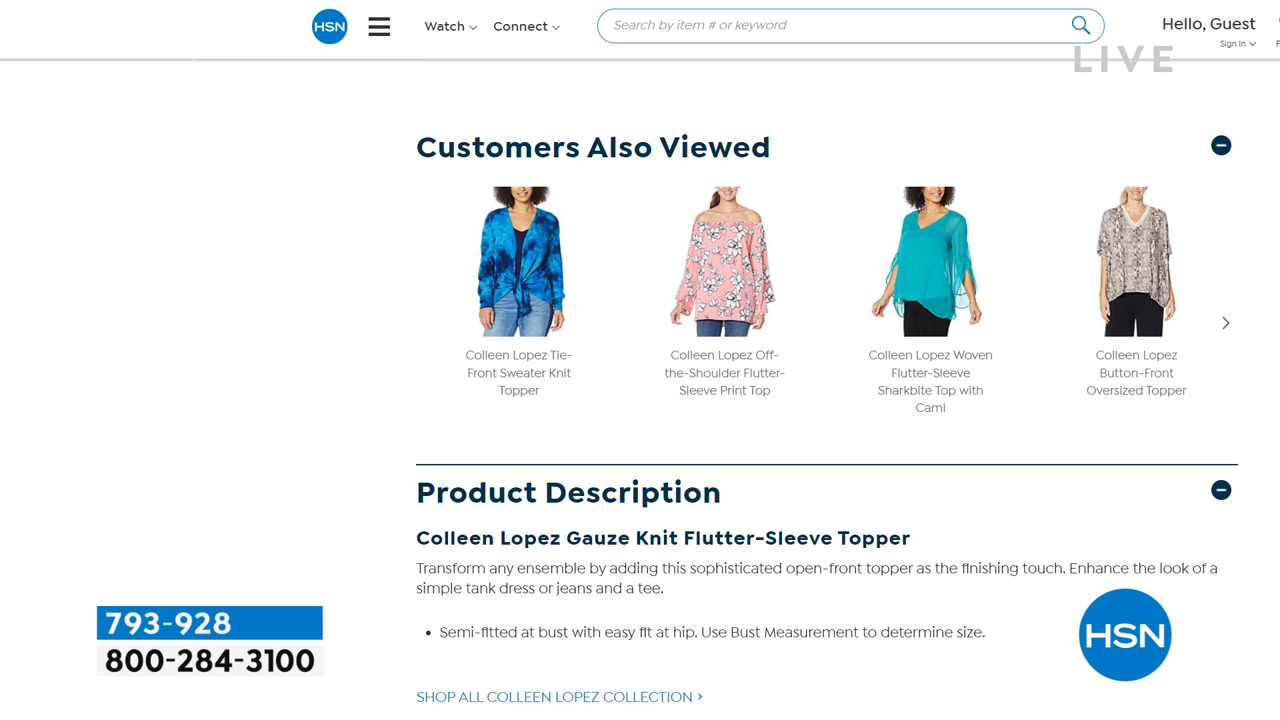 HSN
Watch
Connect
Search by item # or keyword
Hello, Guest
Sign In
LIVE
Customers Also Viewed
Colleen Lopez Tie-
Front Sweater Knit
Topper
Colleen Lopez Off-
the-Shoulder Flutter-
Sleeve Print Top
Colleen Lopez Woven
Flutter-Sleeve
Sharkbite Top with
Cami
Colleen Lopez
Button-Front
Oversized Topper
Product Description
Colleen Lopez Gauze Knit Flutter-Sleeve Topper
Transform any ensemble by adding this sophisticated open-front topper as the finishing touch. Enhance the look of a
simple tank dress or jeans and a tee.
• Semi-fitted at bust with easy fit at hip. Use Bust Measurement to determine size.
SHOP ALL COLLEEN LOPEZ COLLECTION >
793-928
800-284-3100
HSN